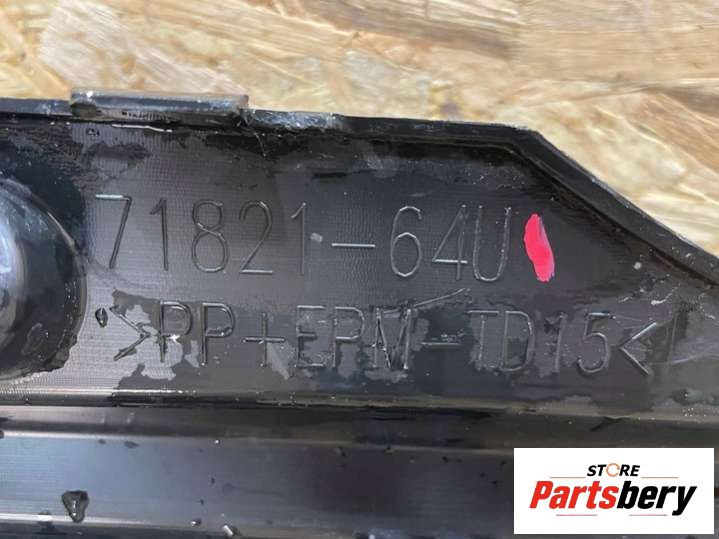 71821-64U
>PP+EPM-TD15<
STORE
Partsbery